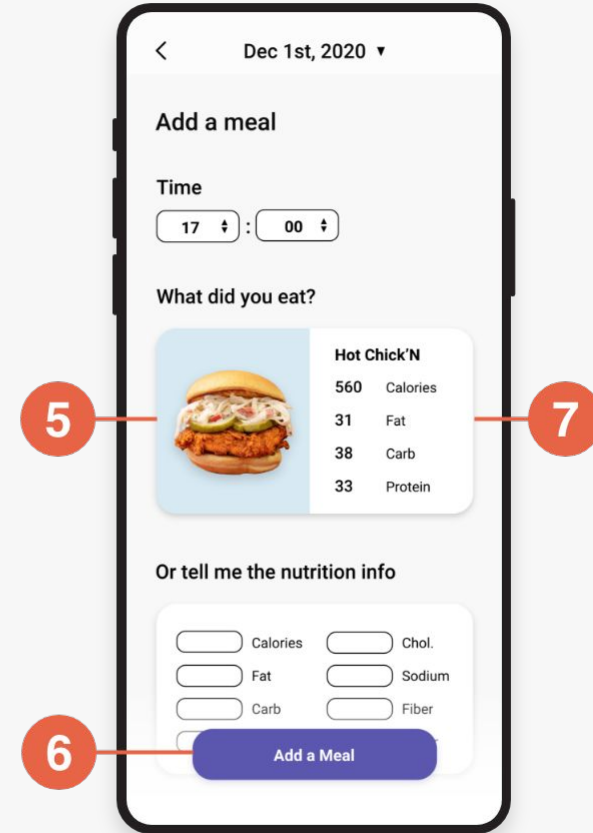 Dec 1st, 2020 ▼
Add a meal
Time
17 : 00
What did you eat?
Hot Chick'N
560 Calories
31 Fat
5
7
38 Carb
33 Protein
Or tell me the nutrition info
Calories Chol.
Fat Sodium
Carb Fiber
6
Add a Meal